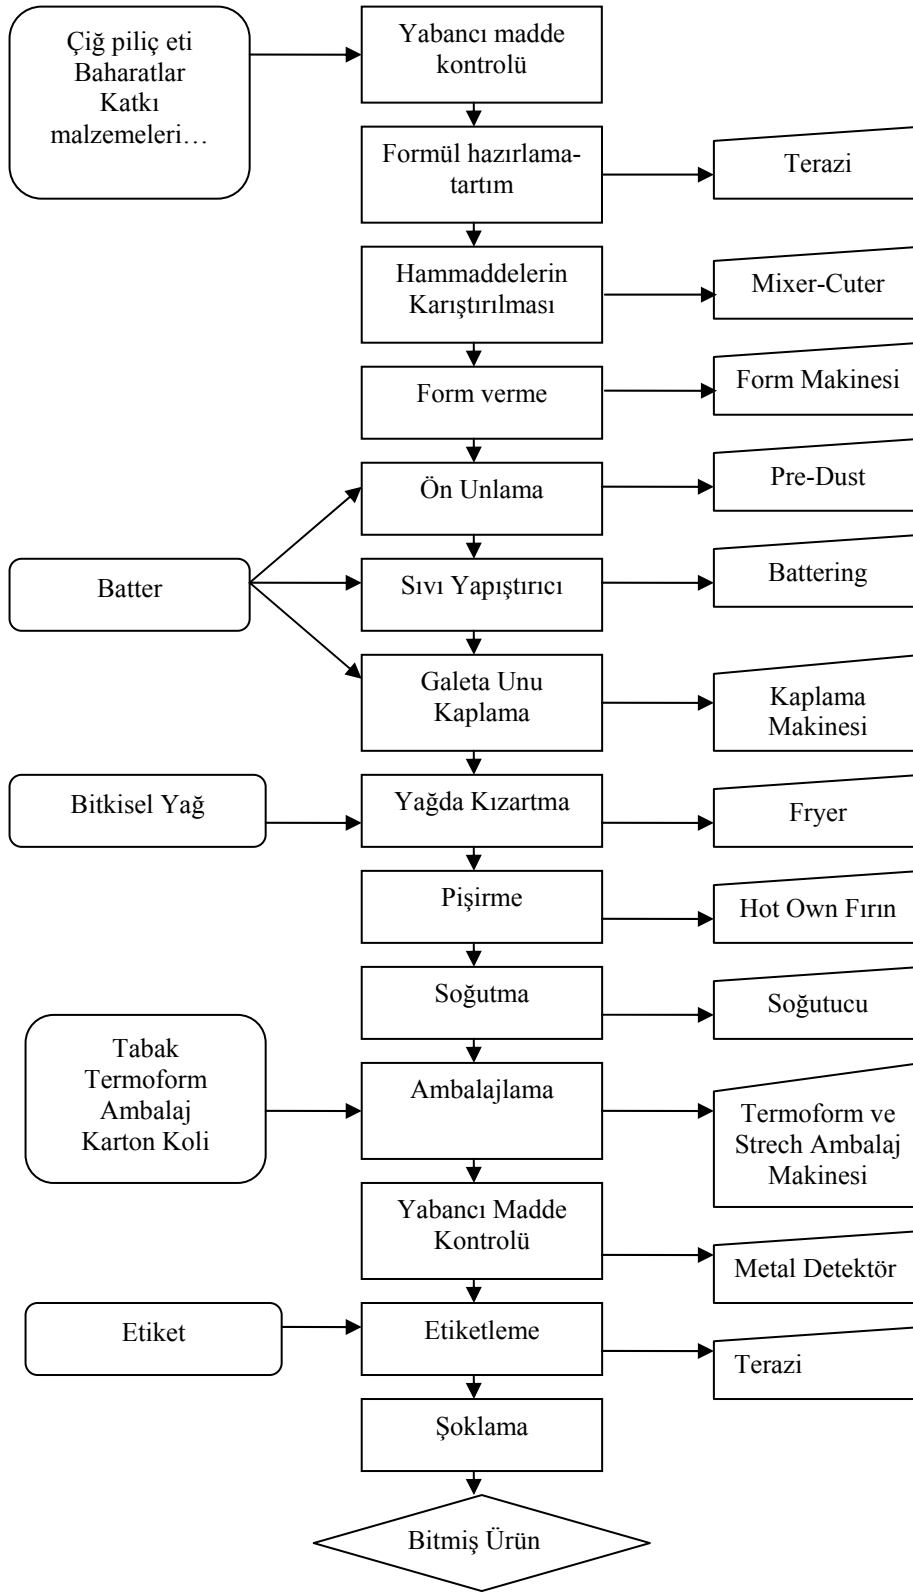 Çiğ piliç eti
Baharatlar
Katkı
malzemeleri…
Yabancı madde
kontrolü
Formül hazırlama-
tartım
Terazi
Hammaddelerin
Karıştırılması
Mixer-Cuter
Form verme
Form Makinesi
Ön Unlama
Pre-Dust
Batter
Sıvı Yapıştırıcı
Battering
Galeta Unu
Kaplama
Kaplama
Makinesi
Bitkisel Yağ
Yağda Kızartma
Fryer
Pişirme
Hot Own Fırın
Soğutma
Soğutucu
Tabak
Termoform
Ambalaj
Karton Koli
Ambalajlama
Termoform ve
Strech Ambalaj
Makinesi
Yabancı Madde
Kontrolü
Metal Detektör
Etiket
Etiketleme
Terazi
Şoklama
Bitmiş Ürün